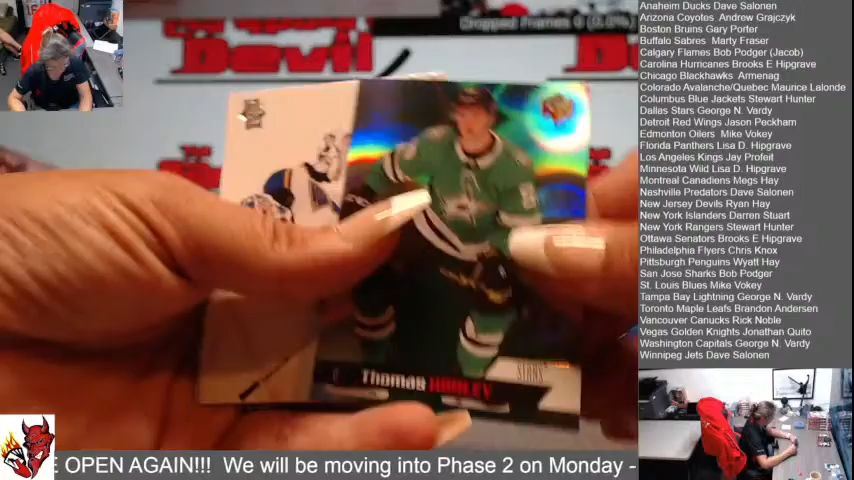 Dropped Frames 0 (0.0%)
Devil
Thomas HARLEY
STARS
E OPEN AGAIN!!!  We will be moving into Phase 2 on Monday -
Anaheim Ducks Dave Salonen
Arizona Coyotes  Andrew Grajczyk
Boston Bruins Gary Porter
Buffalo Sabres  Marty Fraser
Calgary Flames Bob Podger (Jacob)
Carolina Hurricanes Brooks E Hipgrave
Chicago Blackhawks  Armenag
Colorado Avalanche/Quebec Maurice Lalonde
Columbus Blue Jackets Stewart Hunter
Dallas Stars George N. Vardy
Detroit Red Wings Jason Peckham
Edmonton Oilers  Mike Vokey
Florida Panthers Lisa D. Hipgrave
Los Angeles Kings Jay Profeit
Minnesota Wild Lisa D. Hipgrave
Montreal Canadiens Megs Hay
Nashville Predators Dave Salonen
New Jersey Devils Ryan Hay
New York Islanders Darren Stuart
New York Rangers Stewart Hunter
Ottawa Senators Brooks E Hipgrave
Philadelphia Flyers Chris Knox
Pittsburgh Penguins Wyatt Hay
San Jose Sharks Bob Podger
St. Louis Blues Mike Vokey
Tampa Bay Lightning George N. Vardy
Toronto Maple Leafs Brandon Andersen
Vancouver Canucks Rick Noble
Vegas Golden Knights Jonathan Quito
Washington Capitals George N. Vardy
Winnipeg Jets Dave Salonen